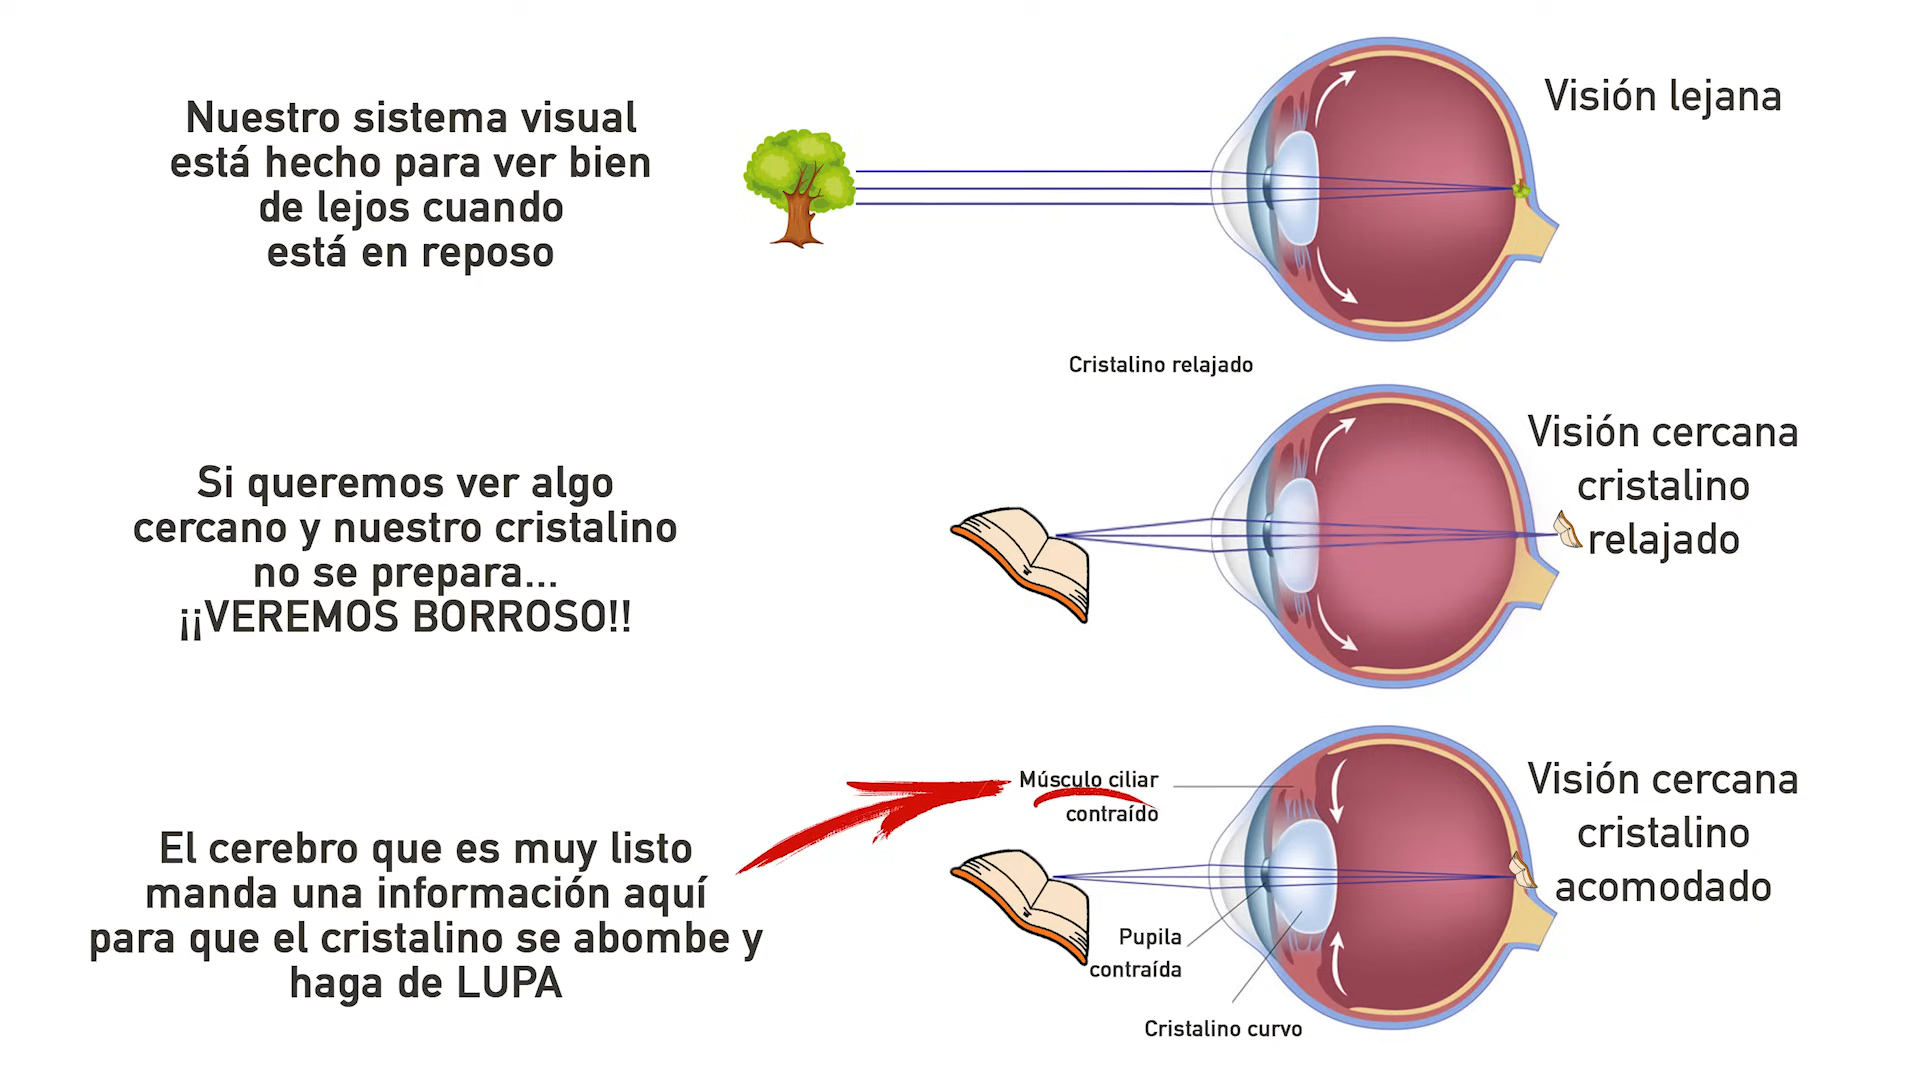 Nuestro sistema visual
está hecho para ver bien
de lejos cuando
está en reposo
Visión lejana
Cristalino relajado
Si queremos ver algo
cercano y nuestro cristalino
no se prepara...
¡¡VEREMOS BORROSO!!
Visión cercana
cristalino
relajado
El cerebro que es muy listo
manda una información aquí
para que el cristalino se abombe y
haga de LUPA
Músculo ciliar
contraído
Pupila
contraída
Cristalino curvo
Visión cercana
cristalino
acomodado